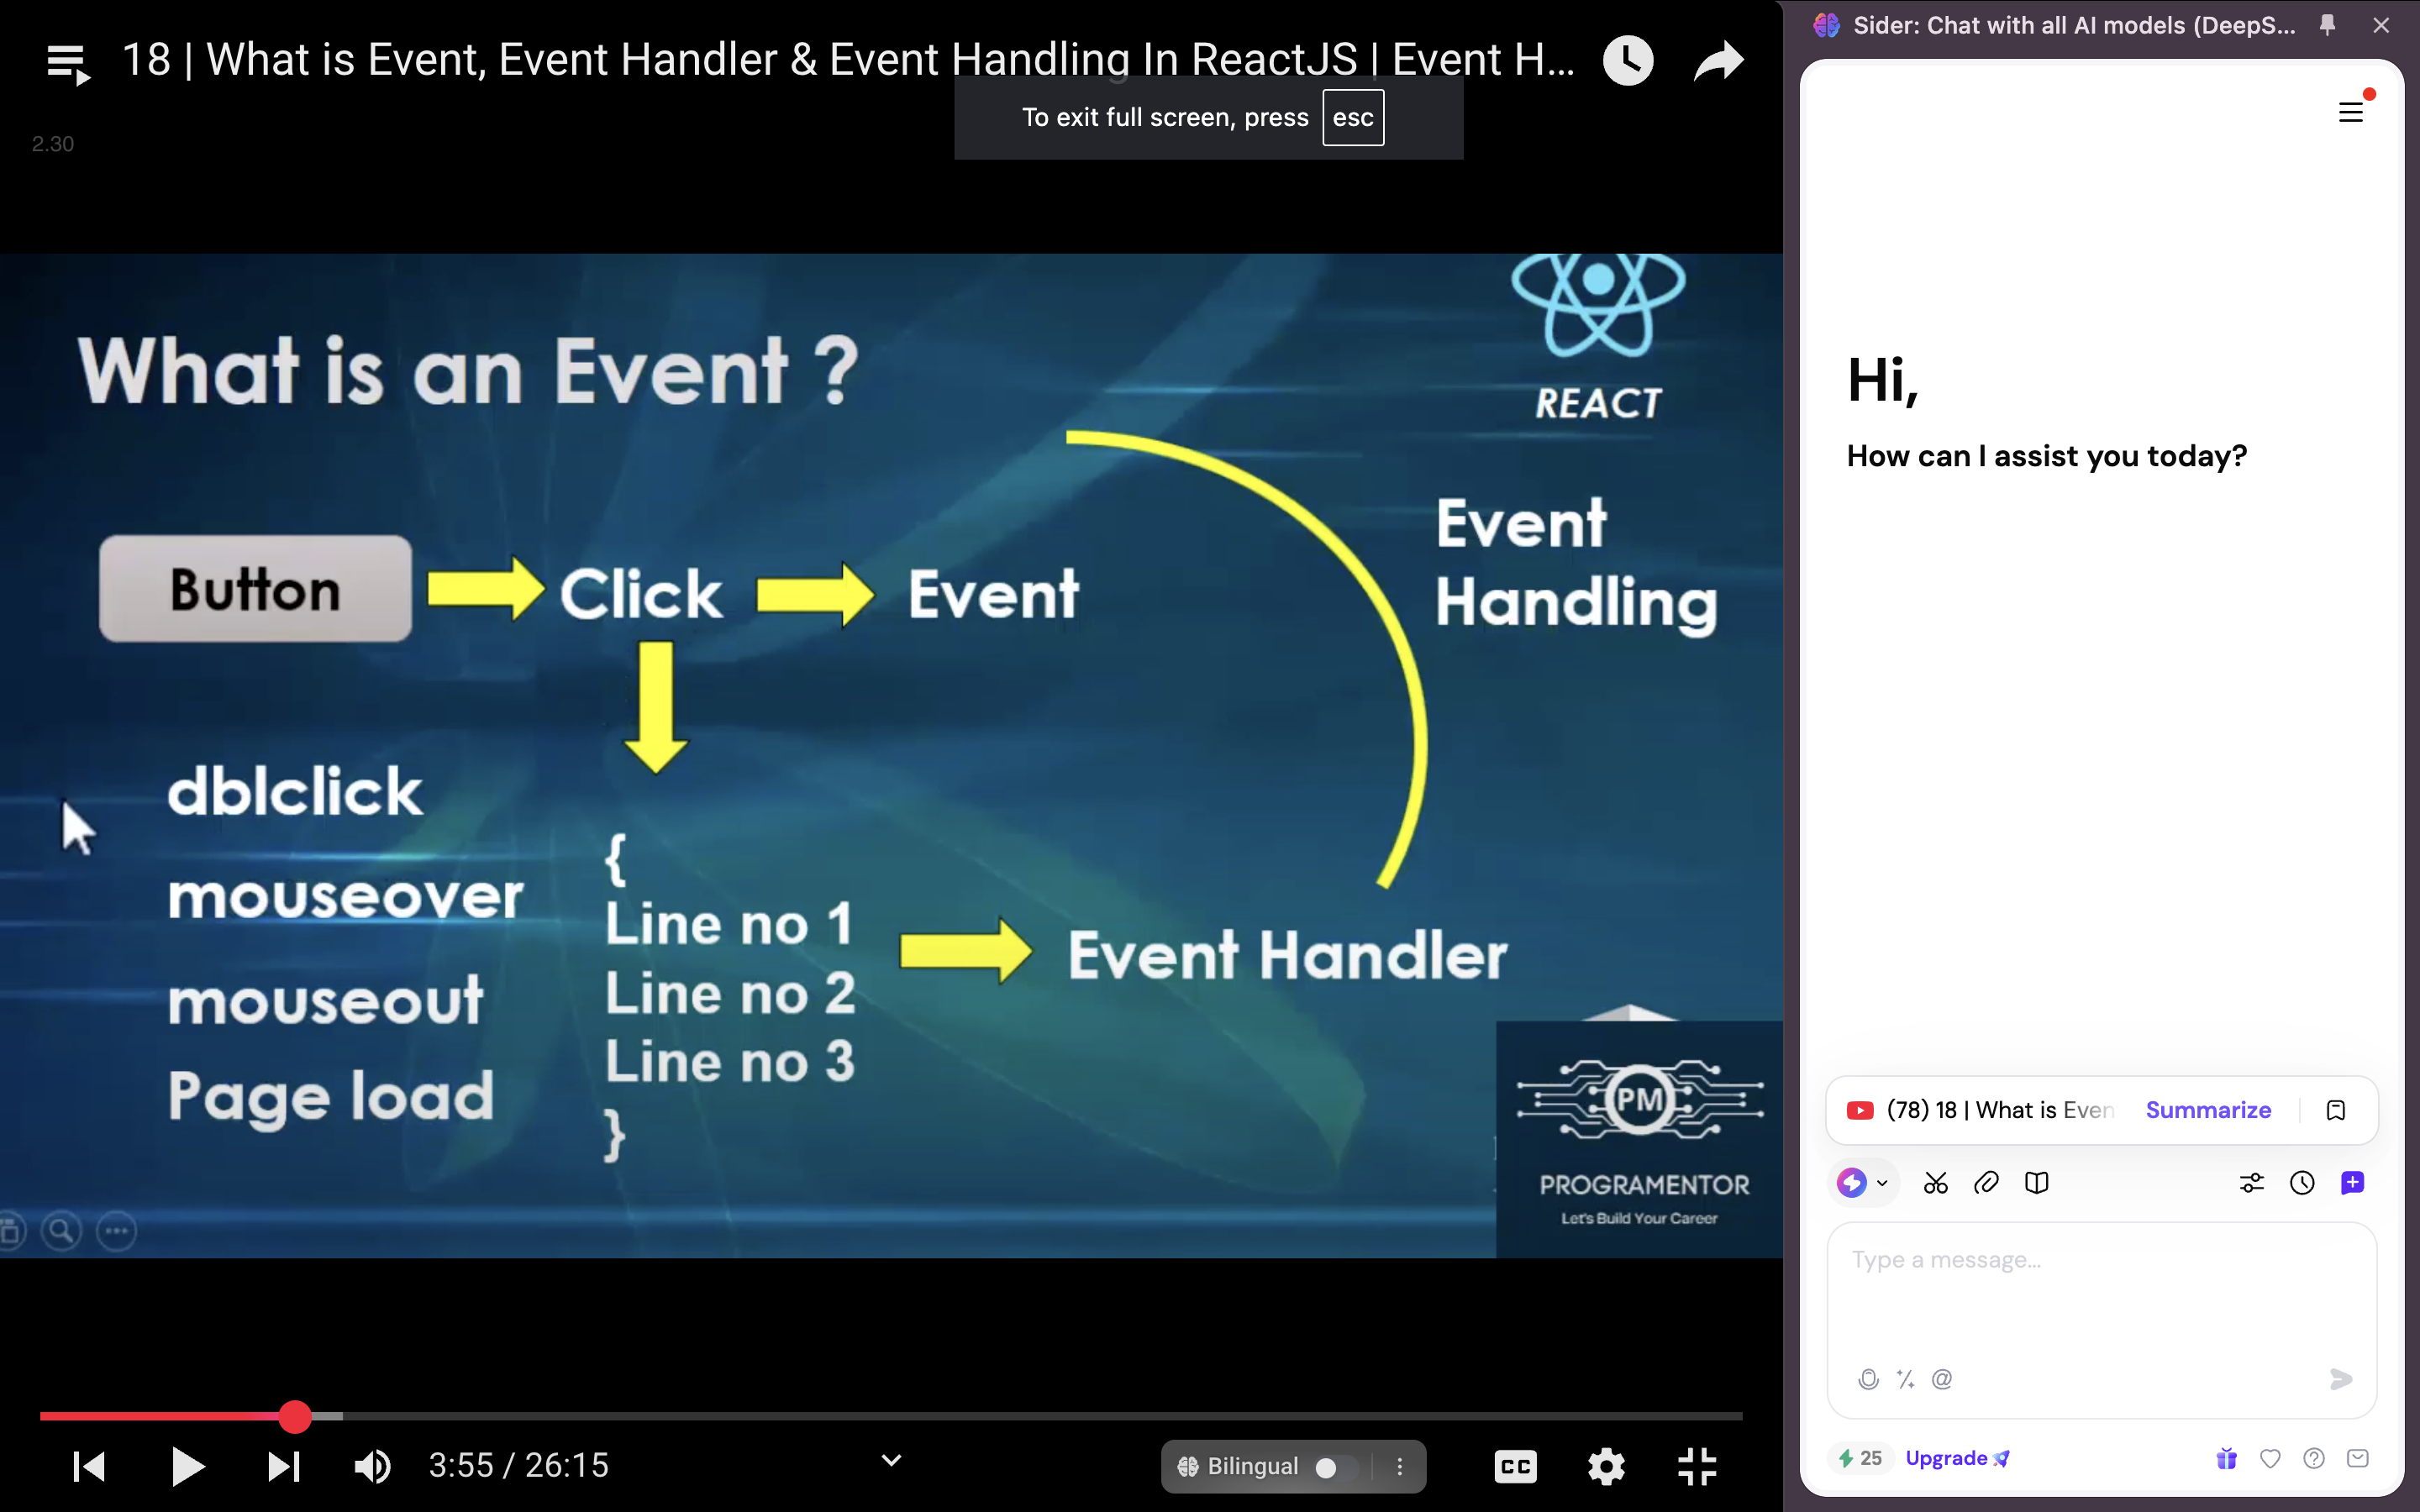 18 | What is Event, Event Handler & Event Handling In ReactJS | Event H...
To exit full screen, press esc
2.30
What is an Event ?
REACT
Button
Click
Event
Event
Handling
dblclick
mouseover
mouseout
Page load
{
Line no 1
Line no 2
Line no 3
}
Event Handler
PM
PROGRAMENTOR
Let's Build Your Career
3:55 / 26:15
Bilingual
CC
Sider: Chat with all AI models (DeepS...
Hi,
How can I assist you today?
(78) 18 | What is Even
Summarize
Type a message...
25
Upgrade